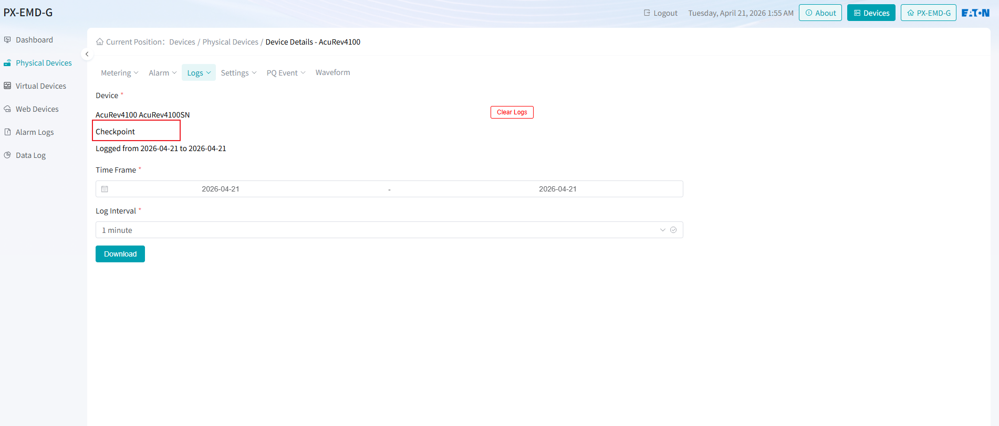 PX-EMD-G
Logout Tuesday, April 21, 2026 1:55 AM About Devices PX-EMD-G EATON
Dashboard
Physical Devices
Virtual Devices
Web Devices
Alarm Logs
Data Log
Current Position: Devices / Physical Devices / Device Details - AcuRev4100
Metering Alarm Logs Settings PQ Event Waveform
Device *
AcuRev4100 AcuRev4100SN
Clear Logs
Checkpoint
Logged from 2026-04-21 to 2026-04-21
Time Frame *
2026-04-21 - 2026-04-21
Log Interval *
1 minute
Download